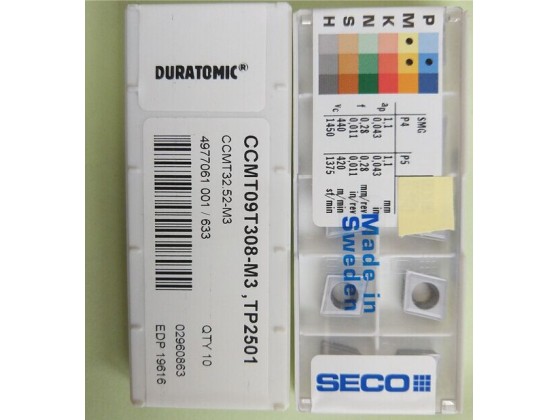 DURATOMIC®
CCMT09T308-M3 ,TP2501
CCMT32.52-M3
4977061 001 / 633
QTY 10
02960863
EDP 19616
H S N K M P
SMG P4 P5
ap 1.1 1.1 mm
0.043 0.043 in
f 0,28 0,28 mm/rev
0,011 0,011 in/rev
vc 440 420 m/min
1450 1375 sf/min
Made in
Sweden
SECO